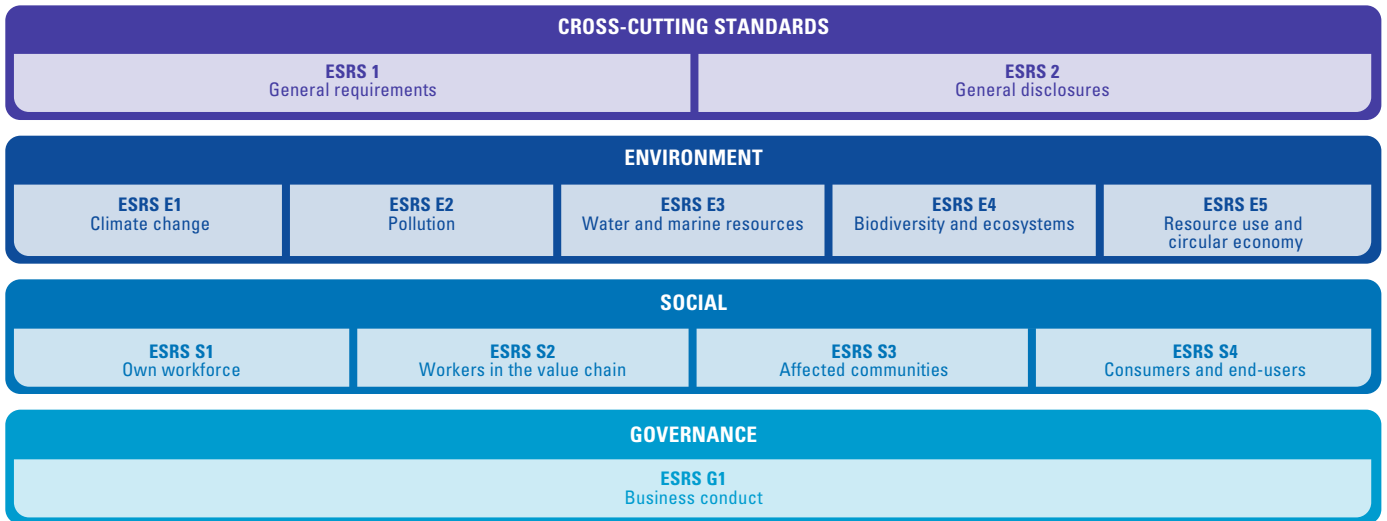 CROSS-CUTTING STANDARDS
ESRS 1
General requirements
ESRS 2
General disclosures
ENVIRONMENT
ESRS E1
Climate change
ESRS E2
Pollution
ESRS E3
Water and marine resources
ESRS E4
Biodiversity and ecosystems
ESRS E5
Resource use and
circular economy
SOCIAL
ESRS S1
Own workforce
ESRS S2
Workers in the value chain
ESRS S3
Affected communities
ESRS S4
Consumers and end-users
GOVERNANCE
ESRS G1
Business conduct